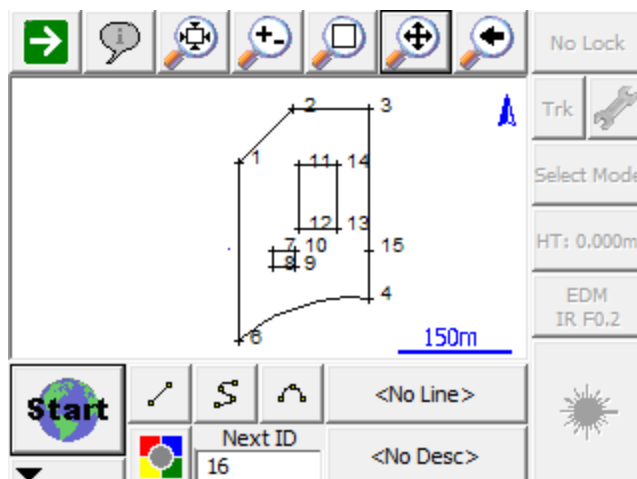 No Lock
2 3
Trk
1 11 14
Select Mode
12 13
7 10 15
HT: 0.000m
8 9
4
EDM
IR F0.2
6
150m
Start
<No Line>
Next ID
16
<No Desc>